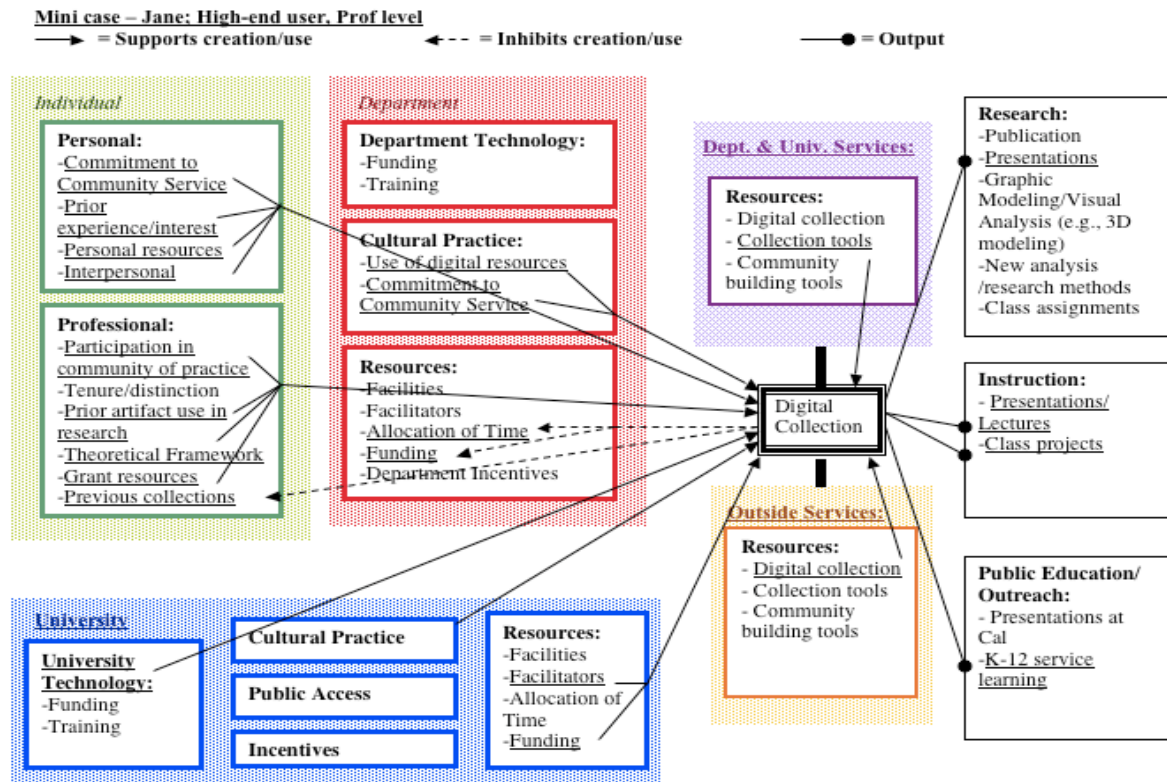 Mini case – Jane; High-end user, Prof level
= Supports creation/use
= Inhibits creation/use
= Output
Individual
Personal:
-Commitment to
Community Service
-Prior
experience/interest
-Personal resources
-Interpersonal
Professional:
-Participation in
community of practice
-Tenure/distinction
-Prior artifact use in
research
-Theoretical Framework
-Grant resources
-Previous collections
Department
Department Technology:
-Funding
-Training
Cultural Practice:
-Use of digital resources
-Commitment to
Community Service
Resources:
-Facilities
-Facilitators
-Allocation of Time
-Funding
-Department Incentives
Dept. & Univ. Services:
Resources:
- Digital collection
- Collection tools
- Community
building tools
Digital
Collection
Outside Services:
Resources:
- Digital collection
- Collection tools
- Community
building tools
Research:
-Publication
-Presentations
-Graphic
Modeling/Visual
Analysis (e.g., 3D
modeling)
-New analysis
/research methods
-Class assignments
Instruction:
- Presentations/
Lectures
-Class projects
Public Education/
Outreach:
- Presentations at
Cal
-K-12 service
learning
University
University
Technology:
-Funding
-Training
Cultural Practice
Public Access
Incentives
Resources:
-Facilities
-Facilitators
-Allocation of
Time
-Funding